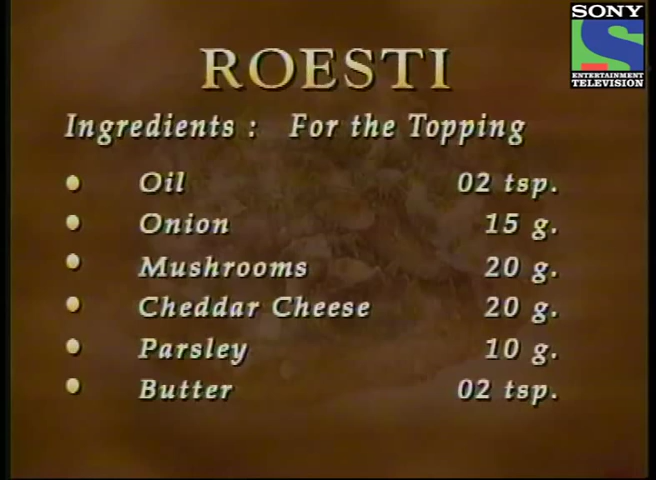 SONY
ENTERTAINMENT
TELEVISION
ROESTI
Ingredients : For the Topping
• Oil 02 tsp.
• Onion 15 g.
• Mushrooms 20 g.
• Cheddar Cheese 20 g.
• Parsley 10 g.
• Butter 02 tsp.